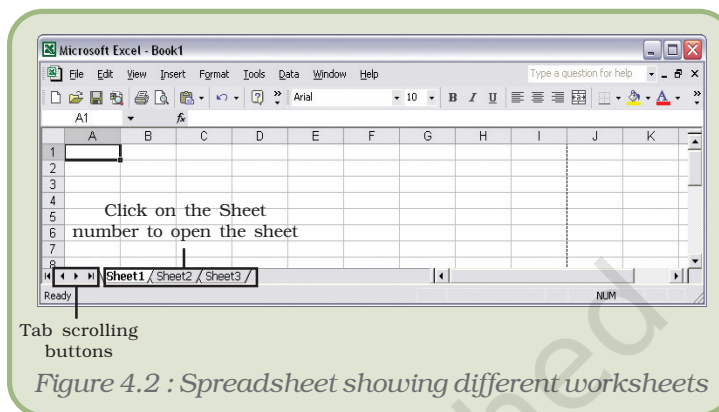 Microsoft Excel - Book1
File Edit View Insert Format Tools Data Window Help Type a question for help
Arial 10 B I U A
A1 fx
A B C D E F G H I J K
1
2
3
4
Click on the Sheet
5
number to open the sheet
6
7
8
Sheet1 / Sheet2 / Sheet3 /
Ready NUM
Tab scrolling
buttons
Figure 4.2 : Spreadsheet showing different worksheets